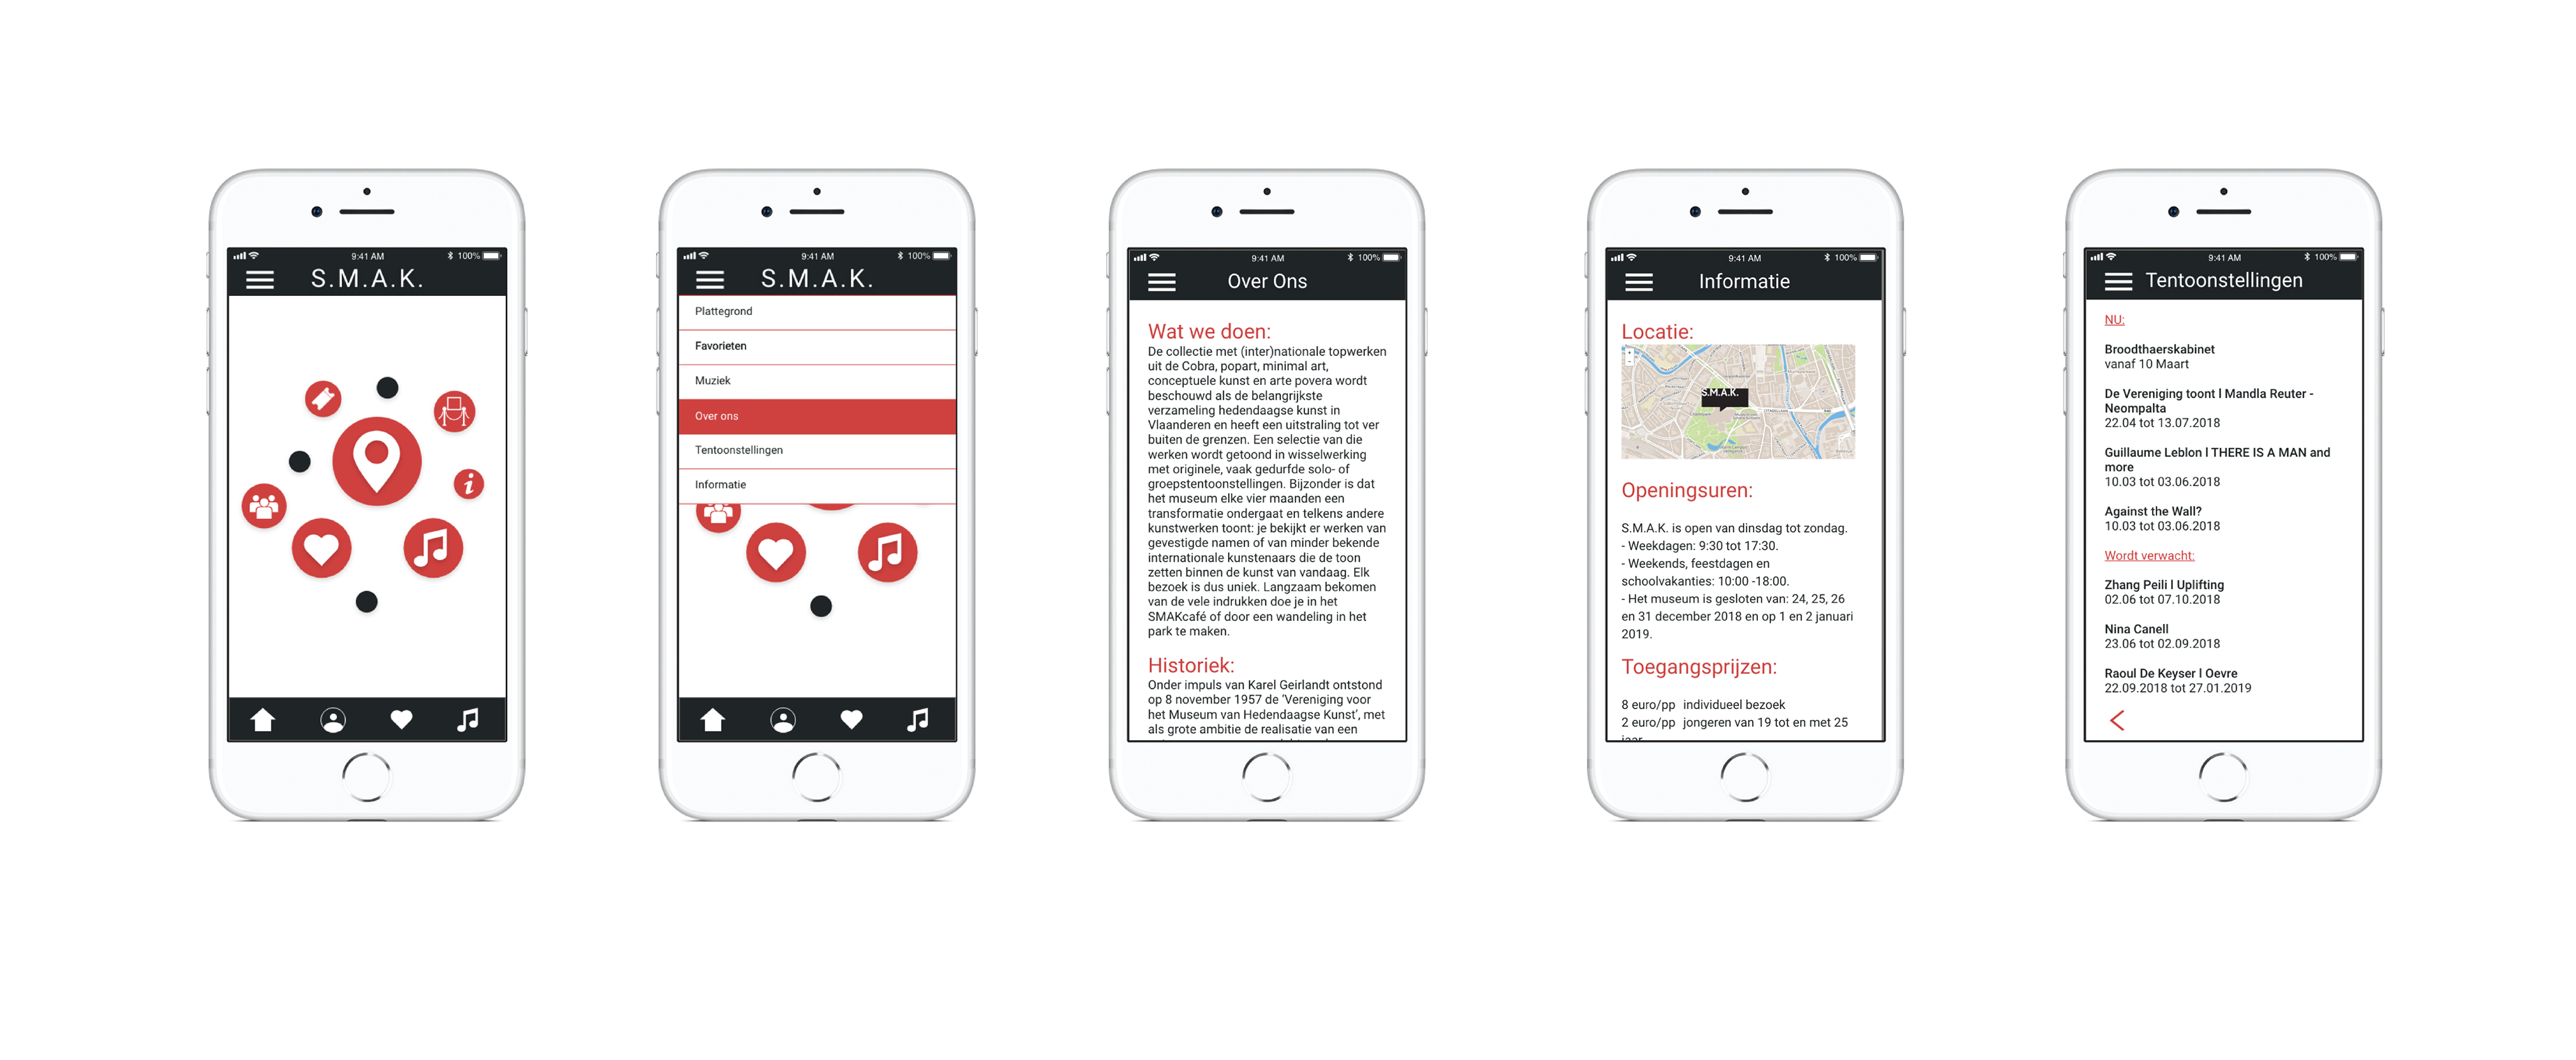 9:41 AM
100%
S.M.A.K.
9:41 AM
100%
S.M.A.K.
Plattegrond
Favorieten
Muziek
Over ons
Tentoonstellingen
Informatie
9:41 AM
100%
Over Ons
Wat we doen:
De collectie met (inter)nationale topwerken
uit de Cobra, popart, minimal art,
conceptuele kunst en arte povera wordt
beschouwd als de belangrijkste
verzameling hedendaagse kunst in
Vlaanderen en heeft een uitstraling tot ver
buiten de grenzen. Een selectie van die
werken wordt getoond in wisselwerking
met originele, vaak gedurfde solo- of
groepstentoonstellingen. Bijzonder is dat
het museum elke vier maanden een
transformatie ondergaat en telkens andere
kunstwerken toont: je bekijkt er werken van
gevestigde namen of van minder bekende
internationale kunstenaars die de toon
zetten binnen de kunst van vandaag. Elk
bezoek is dus uniek. Langzaam bekomen
van de vele indrukken doe je in het
SMAKcafé of door een wandeling in het
park te maken.
Historiek:
Onder impuls van Karel Geirlandt ontstond
op 8 november 1957 de ‘Vereniging voor
het Museum van Hedendaagse Kunst’, met
als grote ambitie de realisatie van een
9:41 AM
100%
Informatie
Locatie:
S.M.A.K.
Openingsuren:
S.M.A.K. is open van dinsdag tot zondag.
- Weekdagen: 9:30 tot 17:30.
- Weekends, feestdagen en
schoolvakanties: 10:00 -18:00.
- Het museum is gesloten van: 24, 25, 26
en 31 december 2018 en op 1 en 2 januari
2019.
Toegangsprijzen:
8 euro/pp individueel bezoek
2 euro/pp jongeren van 19 tot en met 25
jaar
9:41 AM
100%
Tentoonstellingen
NU:
Broodthaerskabinet
vanaf 10 Maart
De Vereniging toont l Mandla Reuter -
Neompalta
22.04 tot 13.07.2018
Guillaume Leblon l THERE IS A MAN and
more
10.03 tot 03.06.2018
Against the Wall?
10.03 tot 03.06.2018
Wordt verwacht:
Zhang Peili l Uplifting
02.06 tot 07.10.2018
Nina Canell
23.06 tot 02.09.2018
Raoul De Keyser l Oevre
22.09.2018 tot 27.01.2019